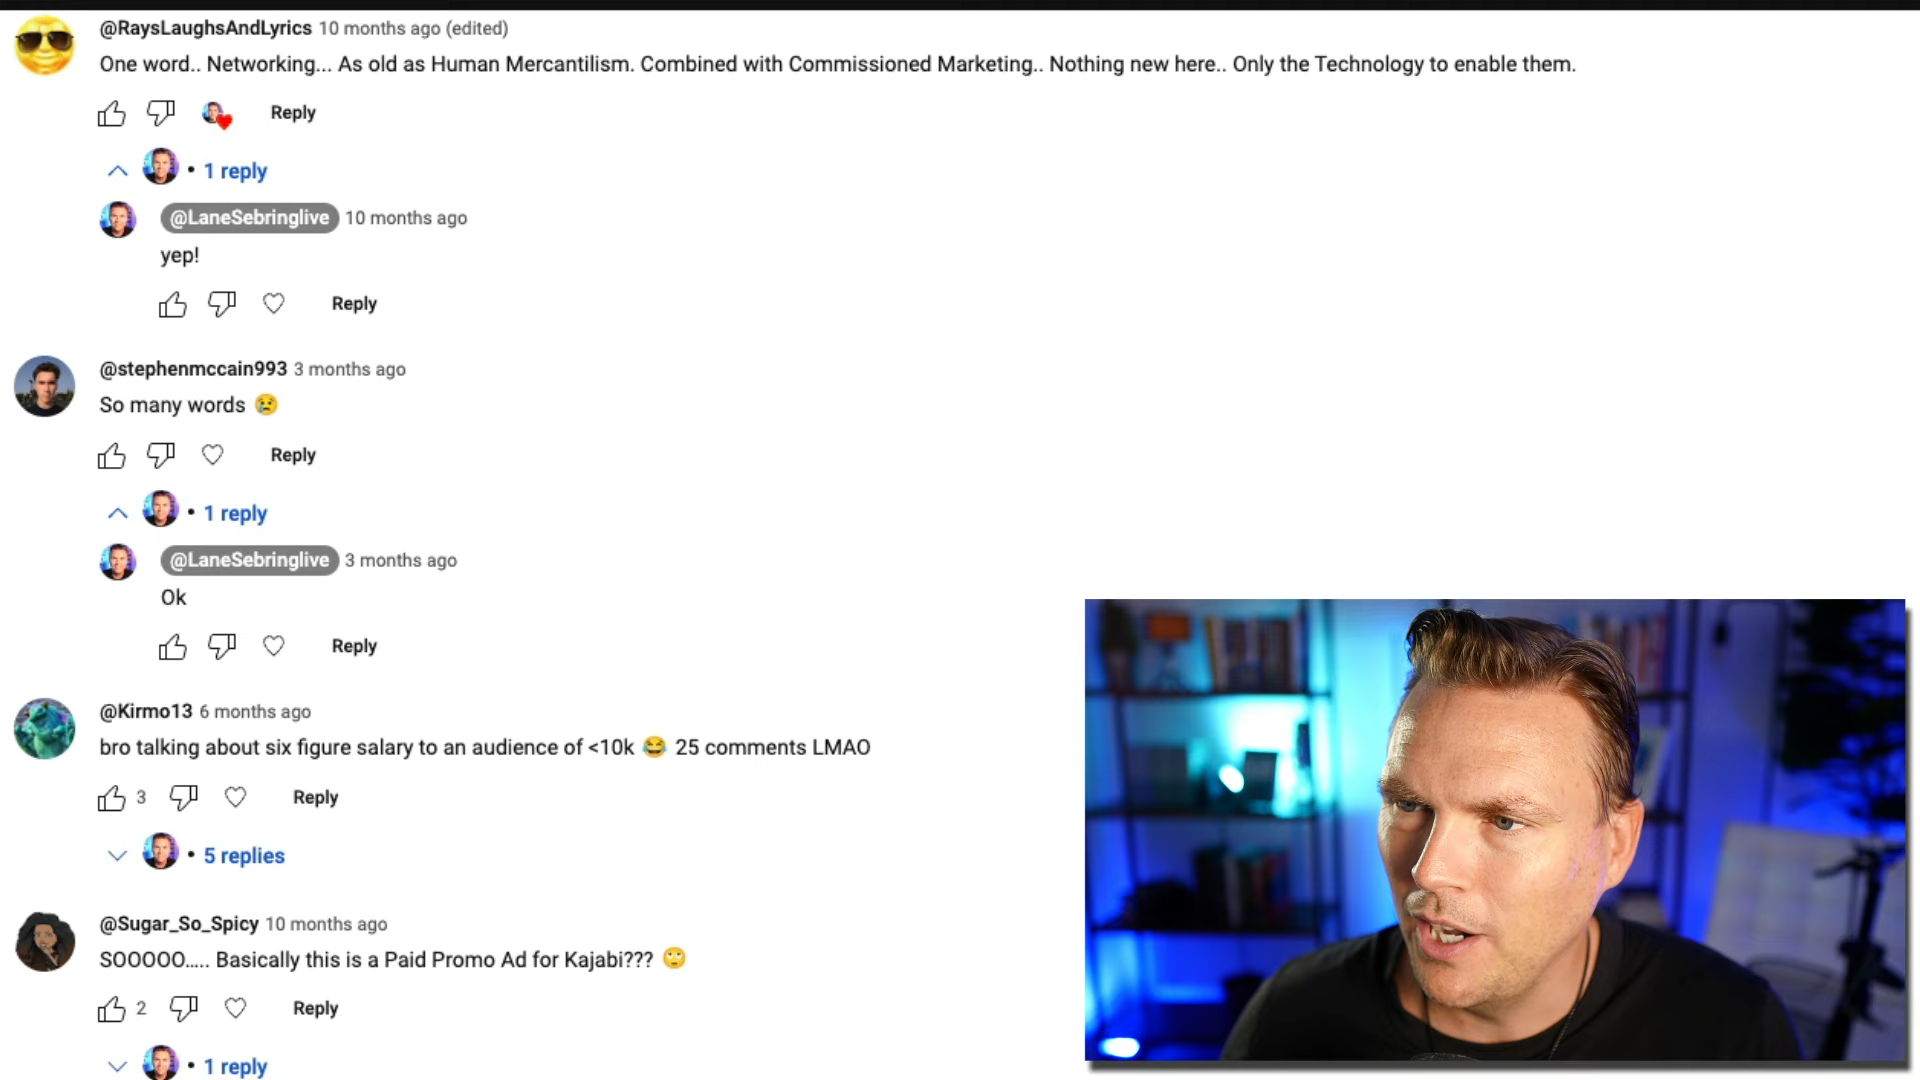 @RaysLaughsAndLyrics 10 months ago (edited)
One word.. Networking... As old as Human Mercantilism. Combined with Commissioned Marketing.. Nothing new here.. Only the Technology to enable them.
Reply
• 1 reply
@LaneSebringlive 10 months ago
yep!
Reply
@stephenmccain993 3 months ago
So many words 😢
Reply
• 1 reply
@LaneSebringlive 3 months ago
Ok
Reply
@Kirmo13 6 months ago
bro talking about six figure salary to an audience of <10k 😂 25 comments LMAO
3 Reply
• 5 replies
@Sugar_So_Spicy 10 months ago
SOOOOO..... Basically this is a Paid Promo Ad for Kajabi??? 🙄
2 Reply
• 1 reply